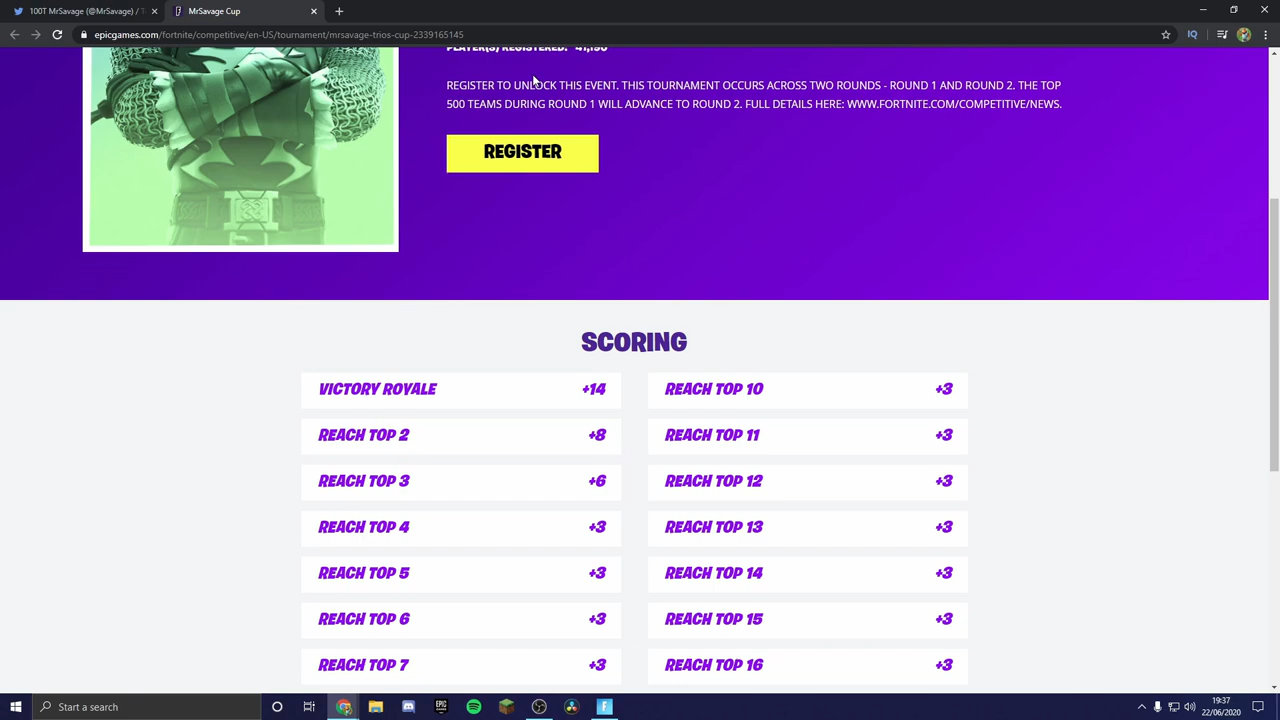 100T MrSavage (@MrSavage) / T
MrSavage Cup
epicgames.com/fortnite/competitive/en-US/tournament/mrsavage-trios-cup-2339165145
PLAYER(S) REGISTERED:
REGISTER TO UNLOCK THIS EVENT. THIS TOURNAMENT OCCURS ACROSS TWO ROUNDS - ROUND 1 AND ROUND 2. THE TOP
500 TEAMS DURING ROUND 1 WILL ADVANCE TO ROUND 2. FULL DETAILS HERE: WWW.FORTNITE.COM/COMPETITIVE/NEWS.
REGISTER
SCORING
VICTORY ROYALE +14
REACH TOP 2 +8
REACH TOP 3 +6
REACH TOP 4 +3
REACH TOP 5 +3
REACH TOP 6 +3
REACH TOP 7 +3
REACH TOP 10 +3
REACH TOP 11 +3
REACH TOP 12 +3
REACH TOP 13 +3
REACH TOP 14 +3
REACH TOP 15 +3
REACH TOP 16 +3
Start a search
EPIC
19:37
22/06/2020